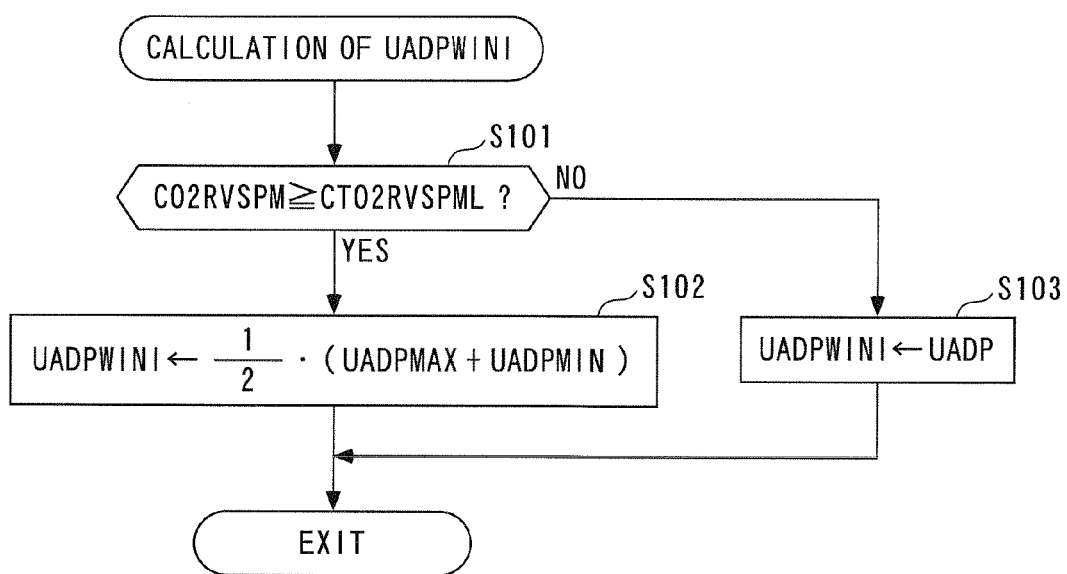 CALCULATION OF UADPWINI
S101
CO2RVSPM≧CTO2RVSPML ?
NO
YES
S102
UADPWINI← 1/2 · (UADPMAX + UADPMIN)
S103
UADPWINI←UADP
EXIT